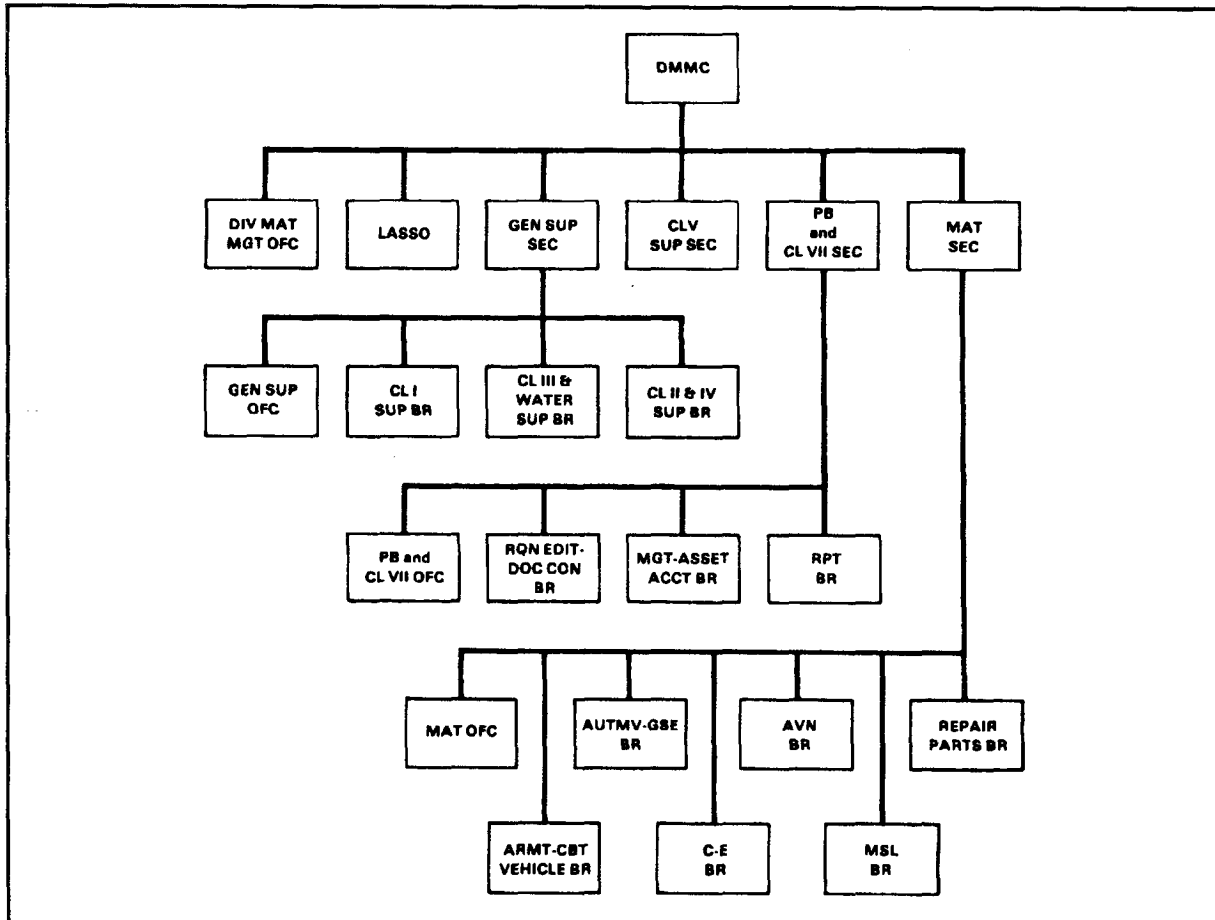 DMMC
DIV MAT
MGT OFC
LASSO
GEN SUP
SEC
CLV
SUP SEC
PB
and
CL VII SEC
MAT
SEC
GEN SUP
OFC
CL I
SUP BR
CL III &
WATER
SUP BR
CL II & IV
SUP BR
PB and
CL VII OFC
RQN EDIT-
DOC CON
BR
MGT-ASSET
ACCT BR
RPT
BR
MAT OFC
AUTMV-GSE
BR
AVN
BR
REPAIR
PARTS BR
ARMT-CBT
VEHICLE BR
C-E
BR
MSL
BR